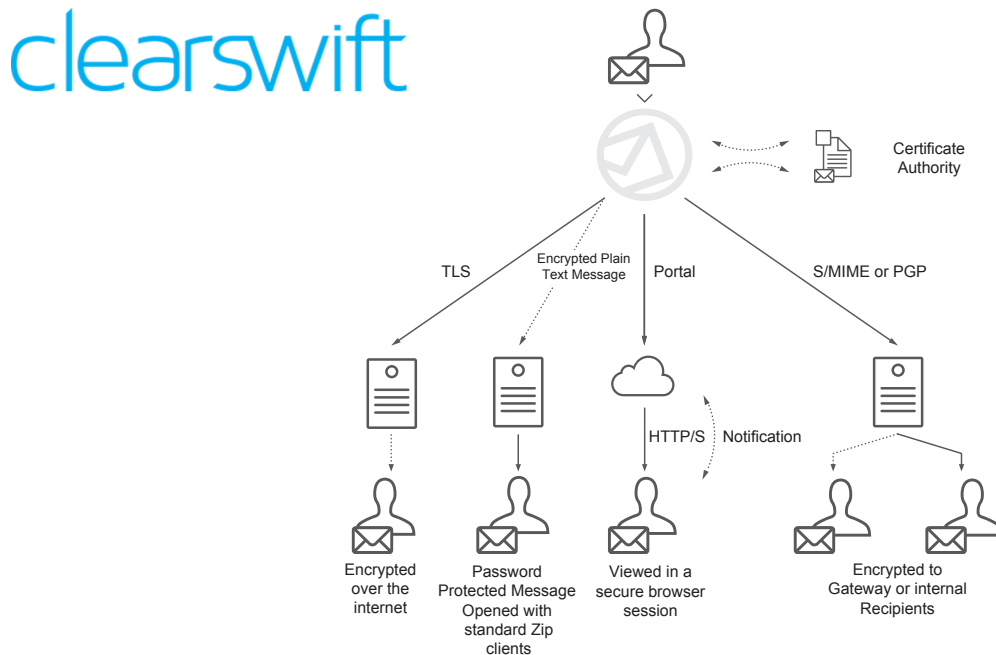 clearswift
Certificate
Authority
TLS
Encrypted Plain
Text Message
Portal
S/MIME or PGP
HTTP/S
Notification
Encrypted
over the
internet
Password
Protected Message
Opened with
standard Zip
clients
Viewed in a
secure browser
session
Encrypted to
Gateway or internal
Recipients